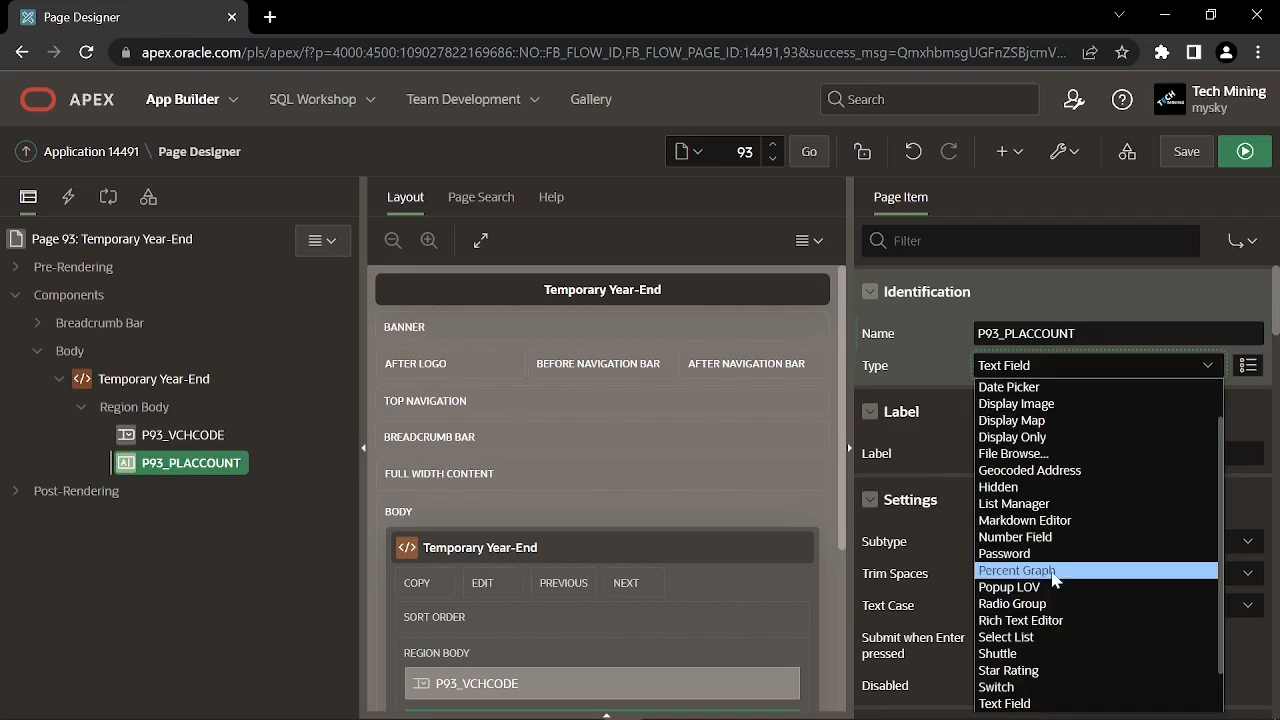 Page Designer
apex.oracle.com/pls/apex/f?p=4000:4500:109027822169686::NO::FB_FLOW_ID,FB_FLOW_PAGE_ID:14491,93&success_msg=QmxhbmsgUGFnZSBjcmV...
APEX App Builder SQL Workshop Team Development Gallery Search Tech Mining
mysky
Application 14491 \ Page Designer 93 Go Save
Layout Page Search Help Page Item
Page 93: Temporary Year-End
Filter
Pre-Rendering
Components
Breadcrumb Bar
Body
Temporary Year-End
Region Body
P93_VCHCODE
P93_PLACCOUNT
Post-Rendering
Temporary Year-End
BANNER
AFTER LOGO BEFORE NAVIGATION BAR AFTER NAVIGATION BAR
TOP NAVIGATION
BREADCRUMB BAR
FULL WIDTH CONTENT
BODY
Temporary Year-End
COPY EDIT PREVIOUS NEXT
SORT ORDER
REGION BODY
P93_VCHCODE
Identification
Name P93_PLACCOUNT
Type Text Field
Label
Label
Settings
Subtype
Trim Spaces
Text Case
Submit when Enter
pressed
Disabled
Date Picker
Display Image
Display Map
Display Only
File Browse...
Geocoded Address
Hidden
List Manager
Markdown Editor
Number Field
Password
Percent Graph
Popup LOV
Radio Group
Rich Text Editor
Select List
Shuttle
Star Rating
Switch
Text Field